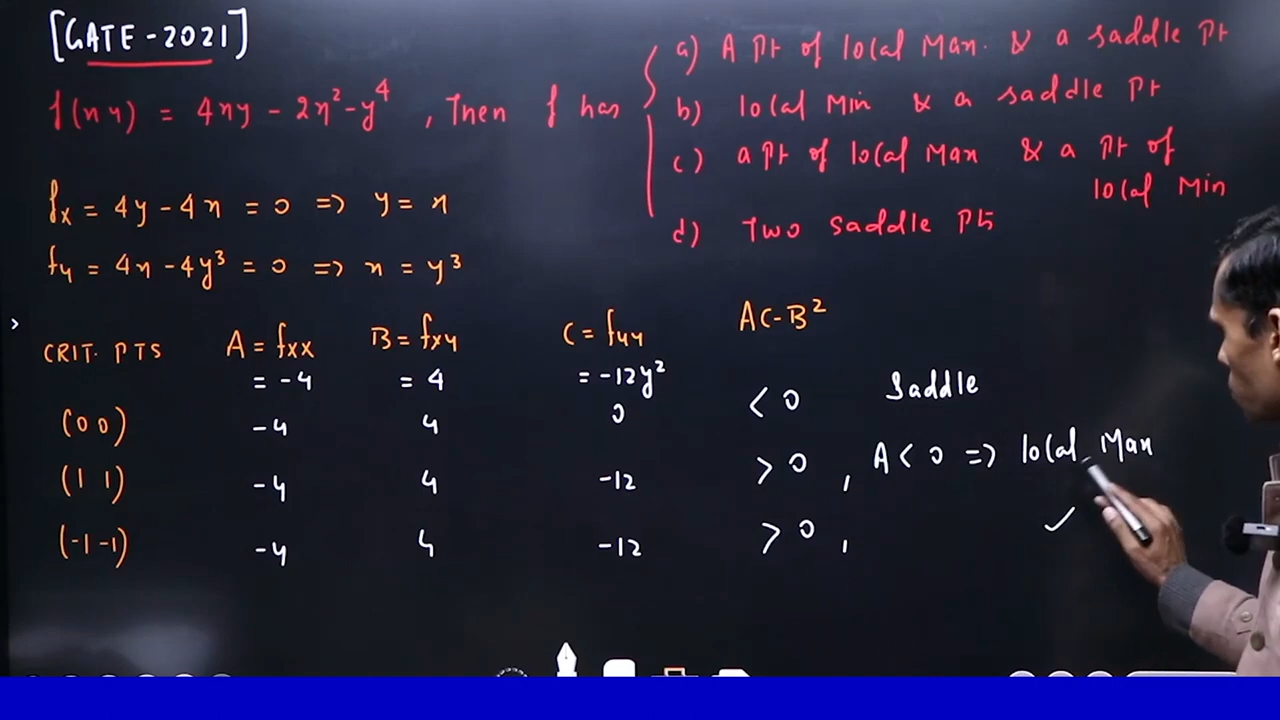 [GATE-2021]
f(x y) = 4xy - 2x² - y⁴ , Then f has
a) A Pt of local Max. & a saddle Pt
b) local Min & a saddle Pt
c) a Pt of local Max & a Pt of
local Min
d) Two saddle Pts
fx = 4y - 4x = 0 => y = x
fy = 4x - 4y³ = 0 => x = y³
CRIT. PTS A = fxx B = fxy C = fyy AC-B²
= -4 = 4 = -12y²
(0 0) -4 4 0 < 0 Saddle
(1 1) -4 4 -12 > 0 , A < 0 => local Max
(-1 -1) -4 4 -12 > 0 , ✓